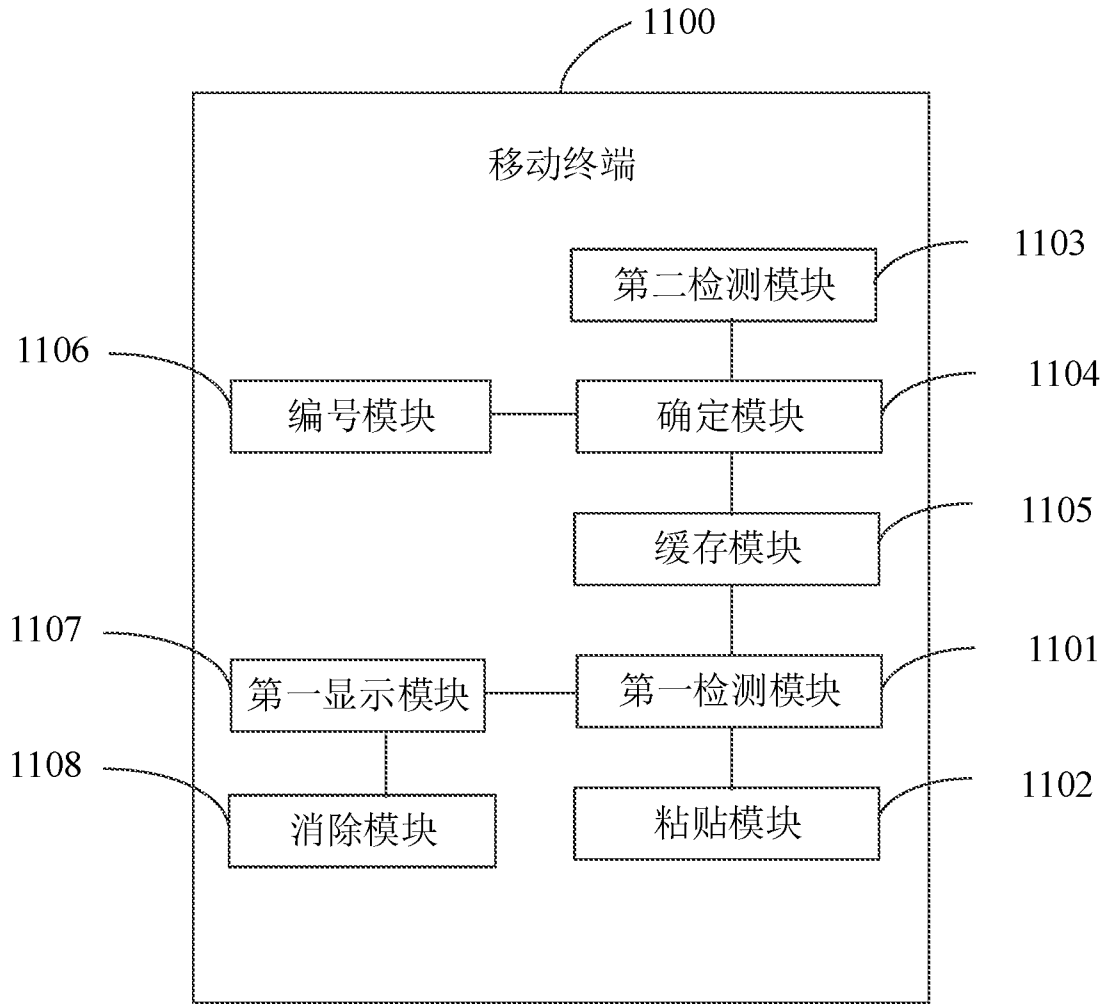 1100
移动终端
1103
第二检测模块
1106
编号模块
确定模块
1104
缓存模块
1105
1107
第一显示模块
第一检测模块
1101
1108
消除模块
粘贴模块
1102